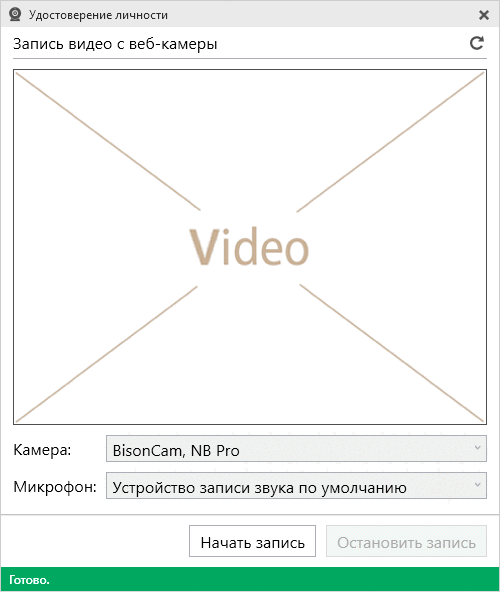 Удостоверение личности
Запись видео с веб-камеры
Video
Камера: BisonCam, NB Pro
Микрофон: Устройство записи звука по умолчанию
Начать запись Остановить запись
Готово.